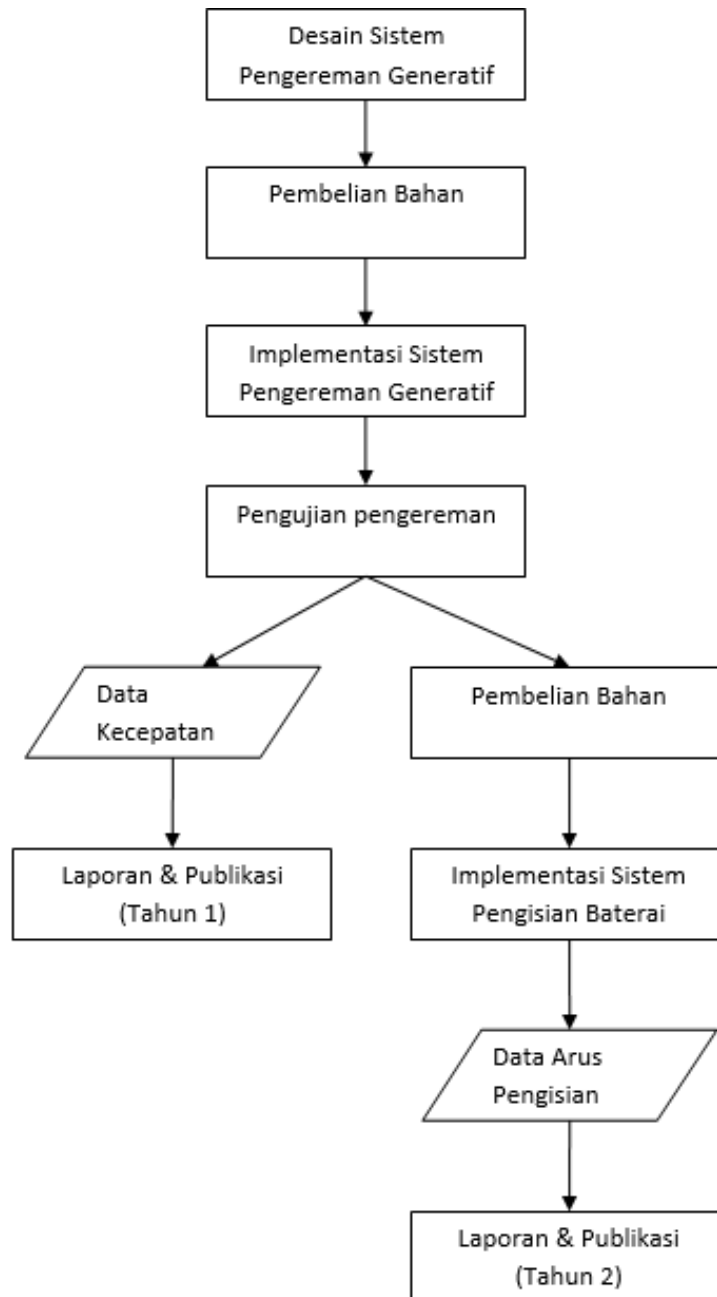 Desain Sistem
Pengereman Generatif
Pembelian Bahan
Implementasi Sistem
Pengereman Generatif
Pengujian pengereman
Data
Kecepatan
Laporan & Publikasi
(Tahun 1)
Pembelian Bahan
Implementasi Sistem
Pengisian Baterai
Data Arus
Pengisian
Laporan & Publikasi
(Tahun 2)